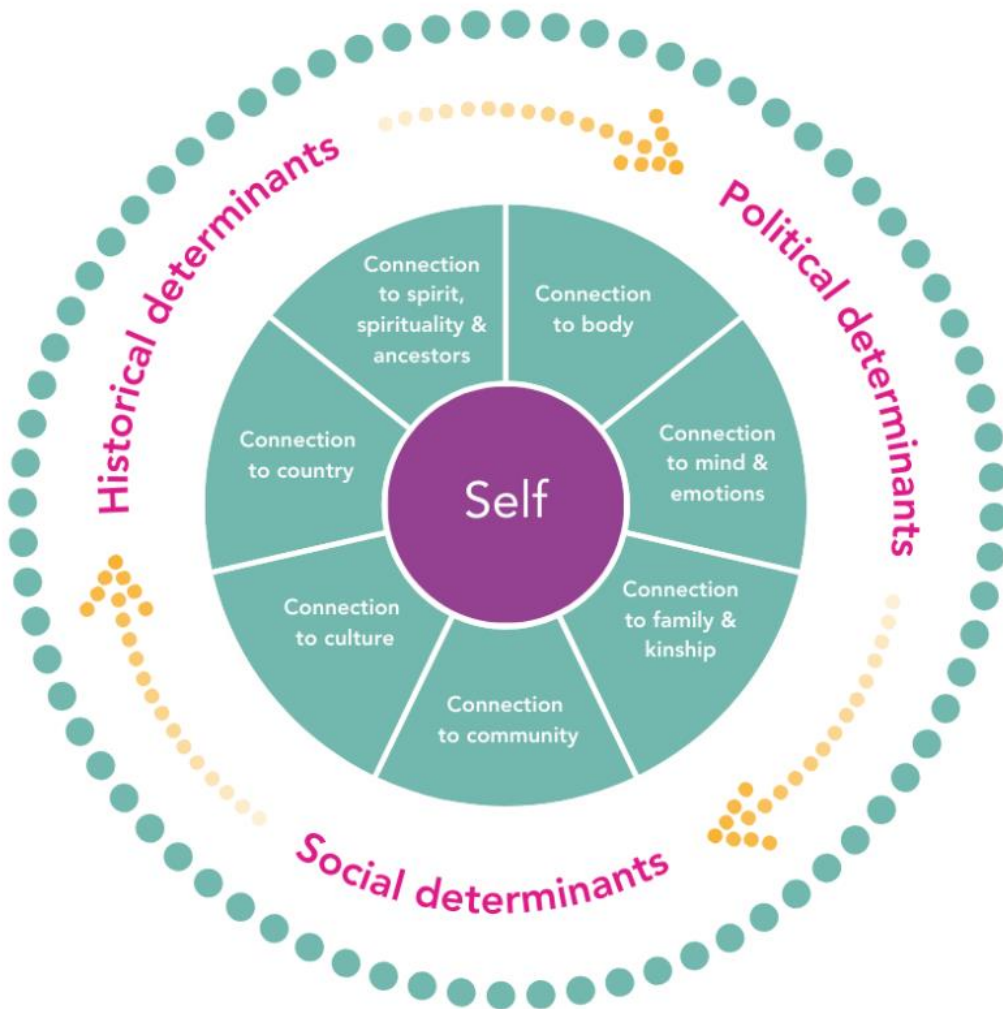 Historical determinants
Political determinants
Connection
to spirit,
spirituality &
ancestors
Connection
to body
Connection
to country
Connection
to mind &
emotions
Self
Connection
to culture
Connection
to family &
kinship
Connection
to community
Social determinants